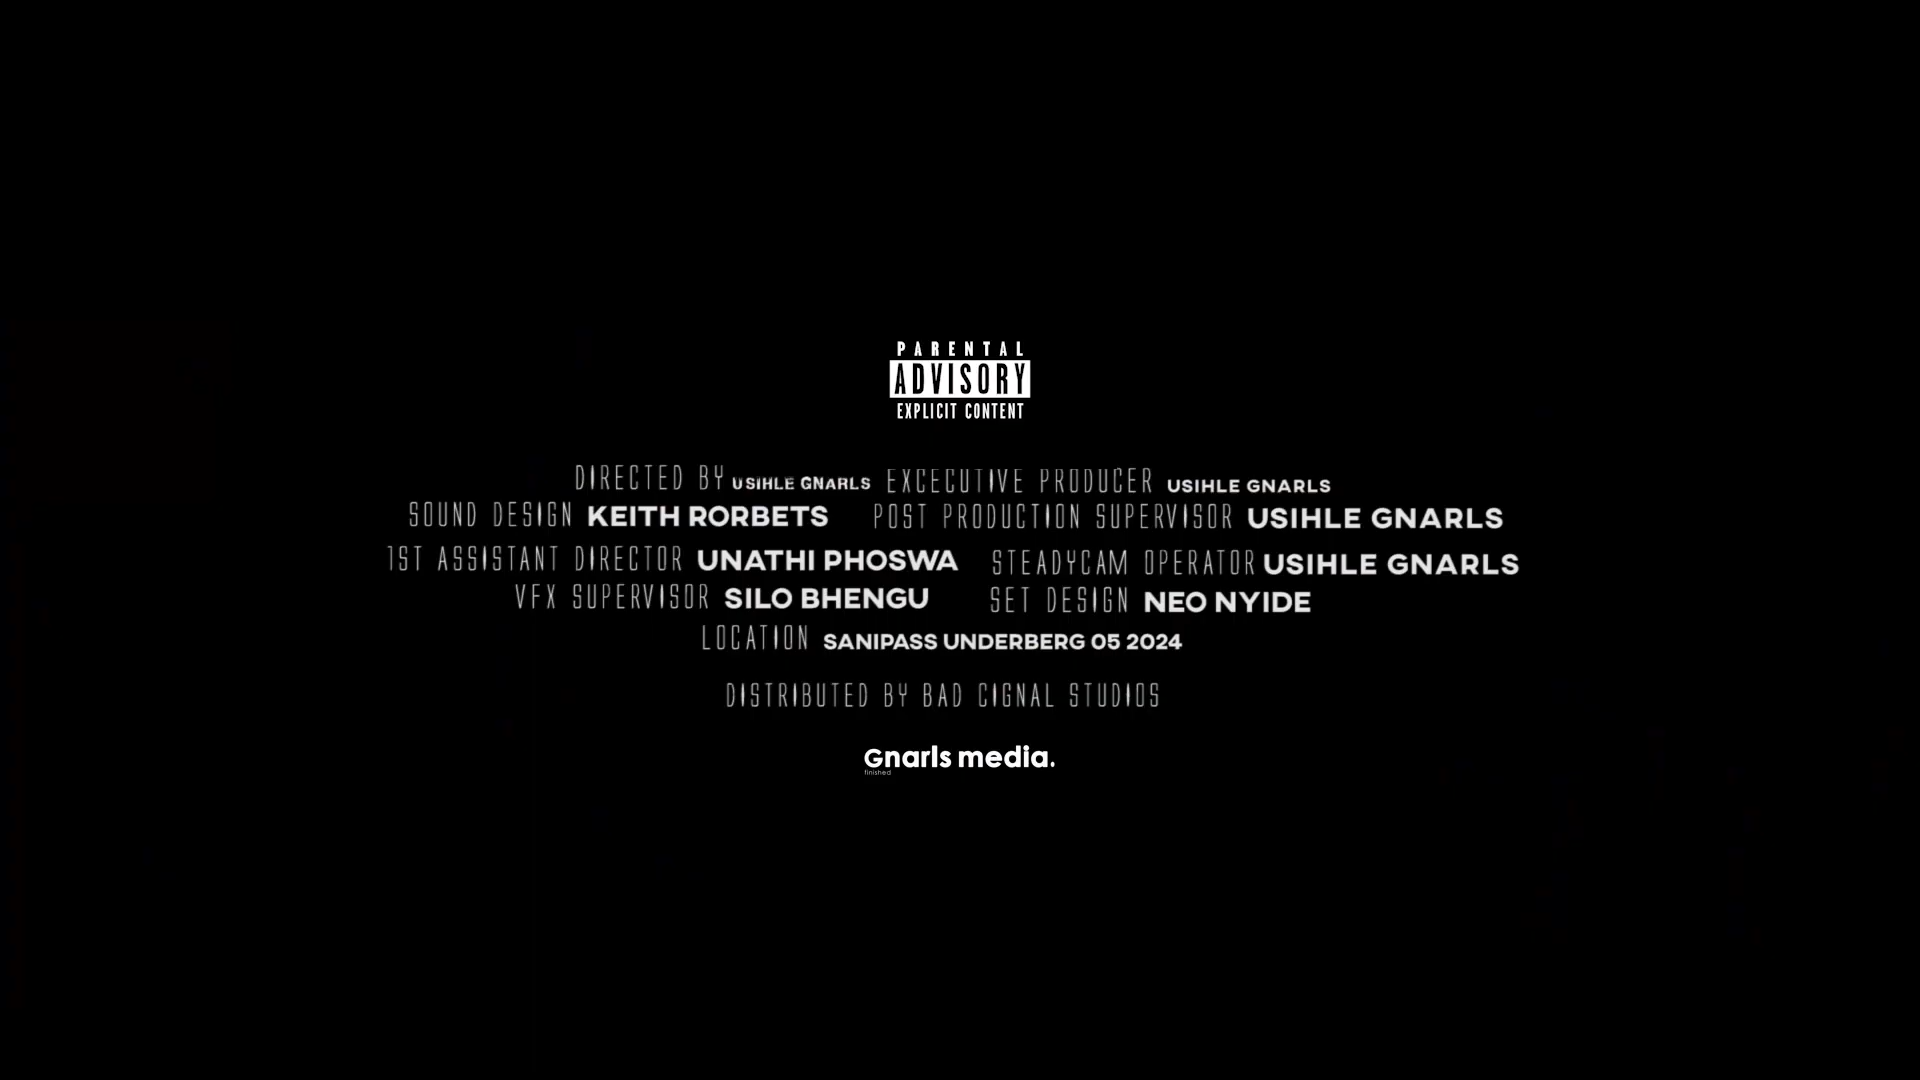 PARENTAL
ADVISORY
EXPLICIT CONTENT
DIRECTED BY USIHLE GNARLS EXCECUTIVE PRODUCER USIHLE GNARLS
SOUND DESIGN KEITH RORBETS POST PRODUCTION SUPERVISOR USIHLE GNARLS
1ST ASSISTANT DIRECTOR UNATHI PHOSWA STEADYCAM OPERATOR USIHLE GNARLS
VFX SUPERVISOR SILO BHENGU SET DESIGN NEO NYIDE
LOCATION SANIPASS UNDERBERG 05 2024
DISTRIBUTED BY BAD CIGNAL STUDIOS
Gnarls media.
finished